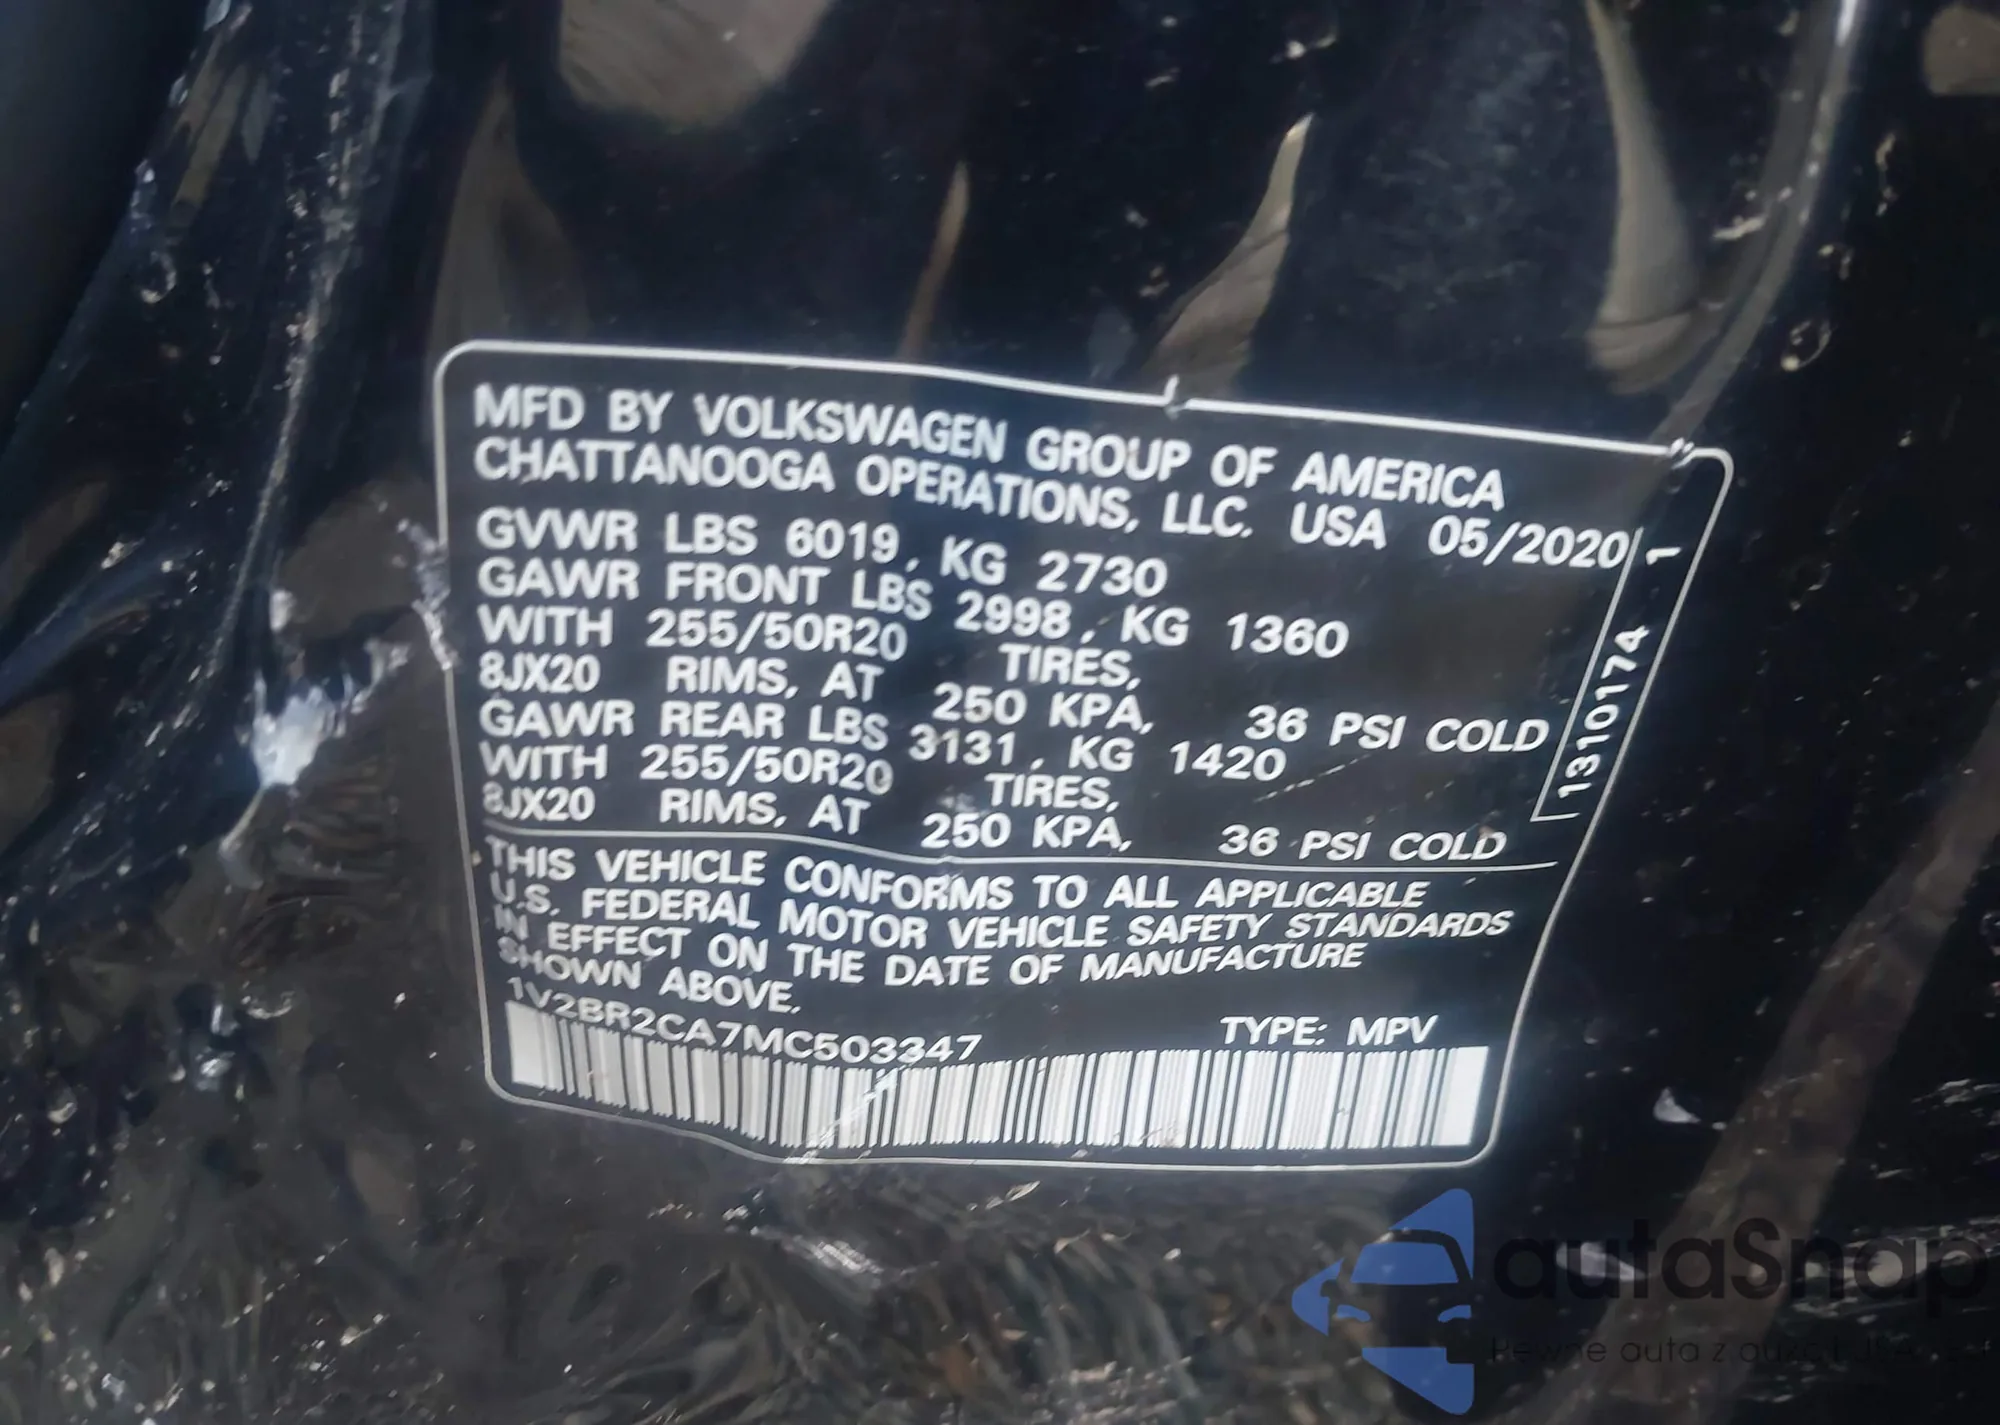 MFD BY VOLKSWAGEN GROUP OF AMERICA
CHATTANOOGA OPERATIONS, LLC. USA 05/2020
GVWR LBS 6019, KG 2730
GAWR FRONT LBS 2998, KG 1360
WITH 255/50R20 TIRES,
8JX20 RIMS, AT 250 KPA, 36 PSI COLD
GAWR REAR LBS 3131, KG 1420
WITH 255/50R20 TIRES,
8JX20 RIMS, AT 250 KPA, 36 PSI COLD
1310174 1
THIS VEHICLE CONFORMS TO ALL APPLICABLE
U.S. FEDERAL MOTOR VEHICLE SAFETY STANDARDS
IN EFFECT ON THE DATE OF MANUFACTURE
SHOWN ABOVE.
1V2BR2CA7MC503347 TYPE: MPV
autaSnap
Pewne auta z